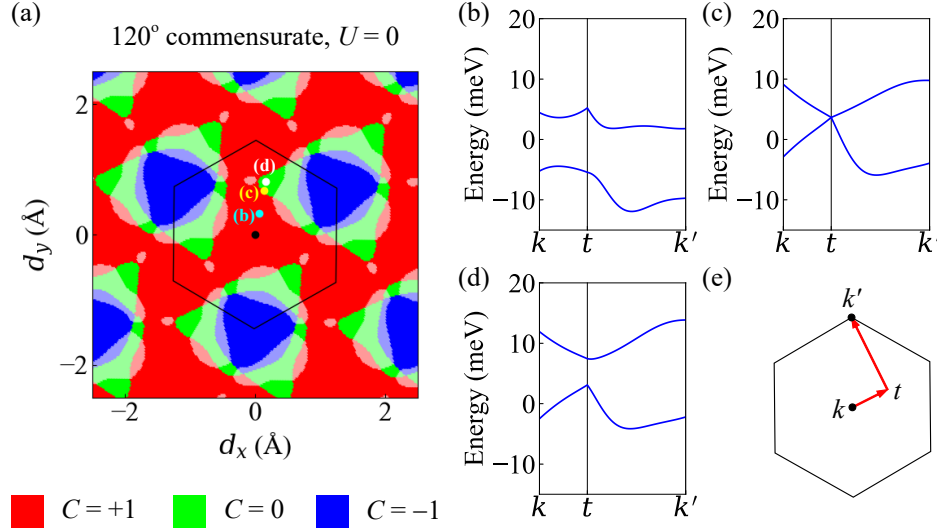 (a)
120° commensurate, U = 0
2
0
−2
d_y (Å)
(d)
(c)
(b)
−2
0
2
d_x (Å)
C = +1
C = 0
C = −1
(b)
20
10
0
−10
Energy (meV)
k
t
k′
(c)
20
10
0
−10
Energy (meV)
k
t
k′
(d)
20
10
0
−10
Energy (meV)
k
t
k′
(e)
k′
k
t